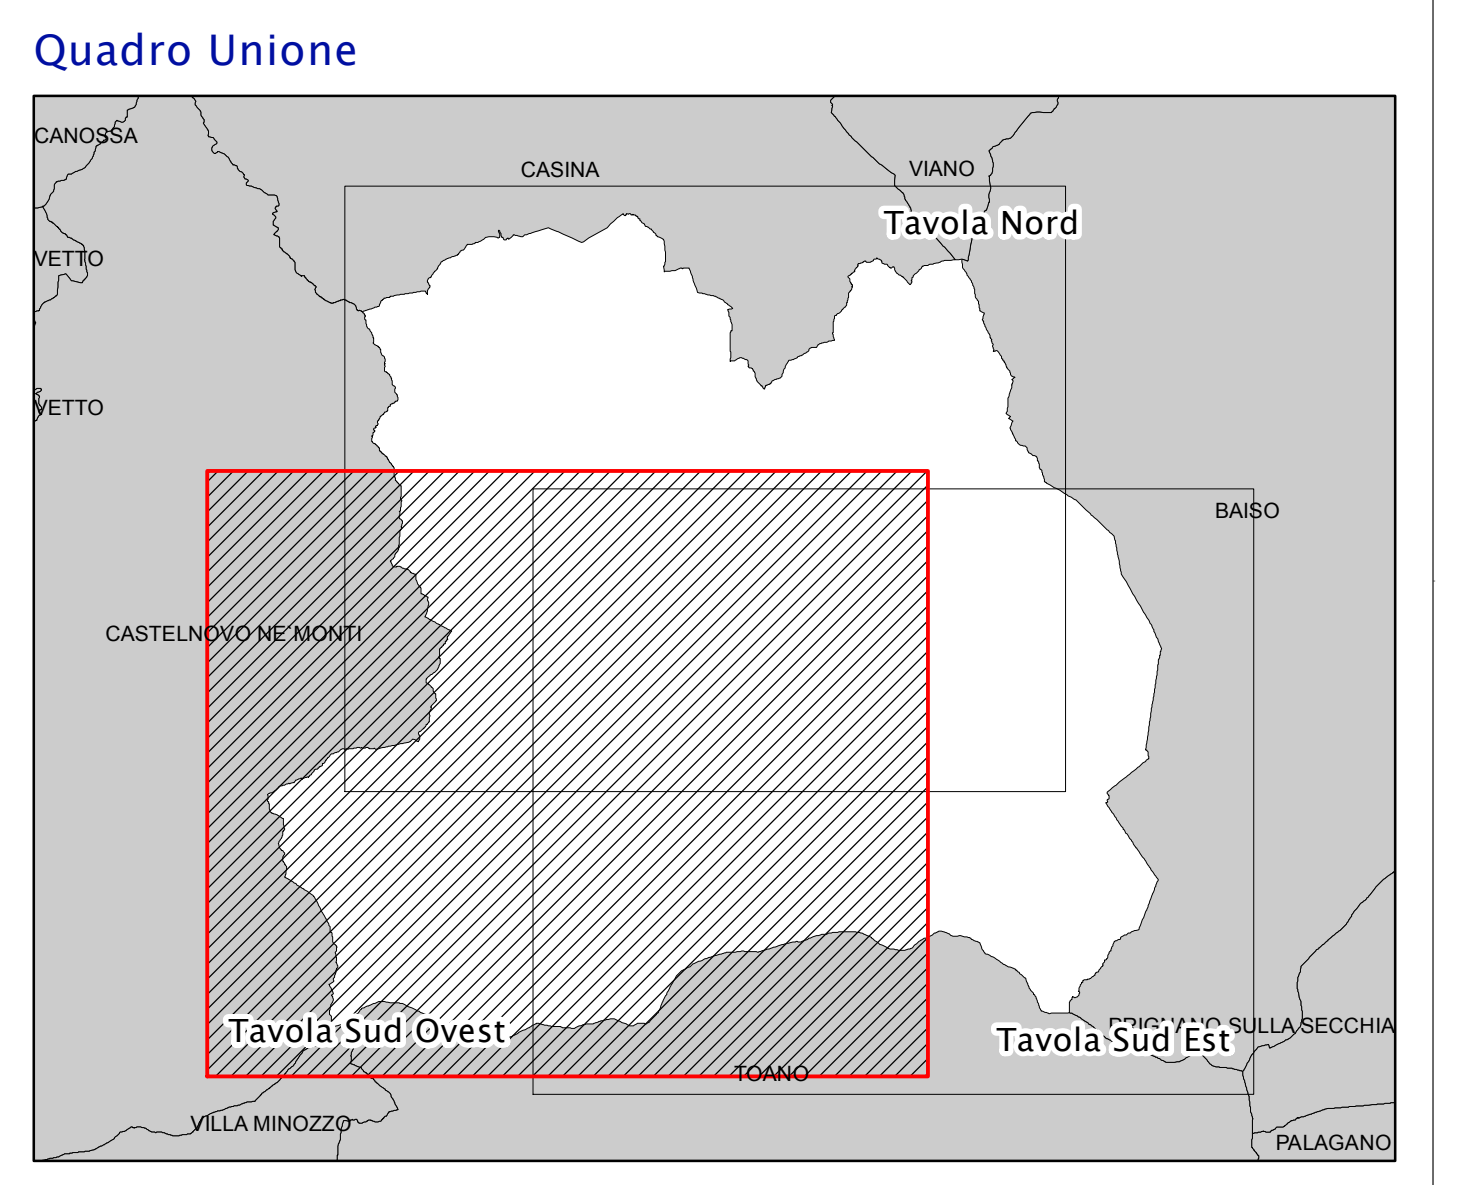 Quadro Unione
CANOSSA
CASINA
VIANO
Tavola Nord
VETTO
VETTO
BAISO
CASTELNOVO NE`MONTI
PRIGNANO SULLA SECCHIA
Tavola Sud Ovest
Tavola Sud Est
TOANO
VILLA MINOZZO
PALAGANO